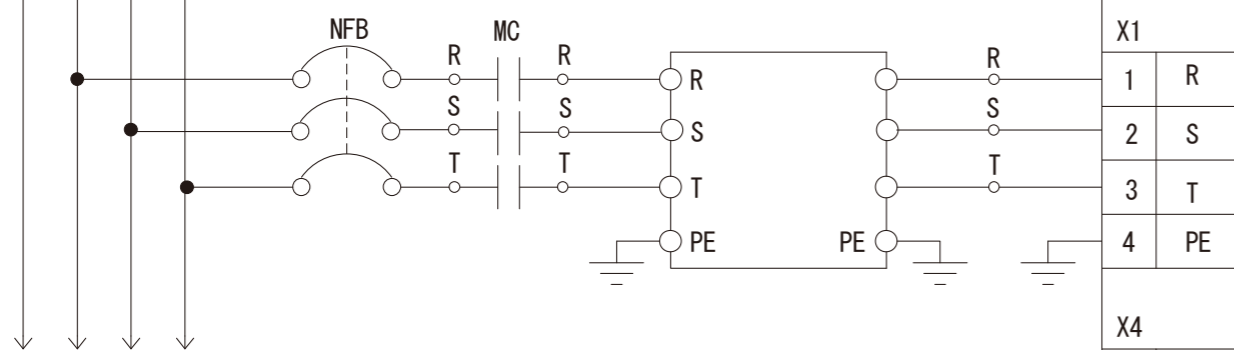 NFB MC X1
R R R 1 R
R
S S S
S 2 S
T T T
T 3 T
PE PE 4 PE
X4